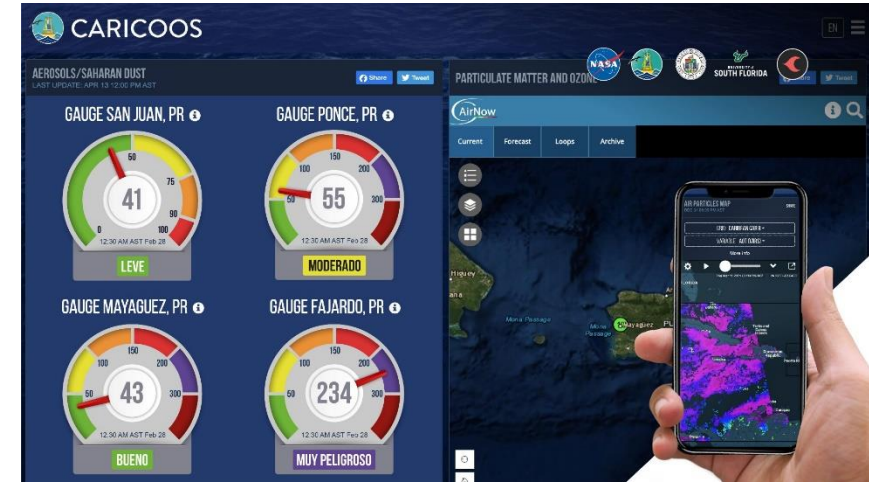 CARICOOS
EN
AEROSOLS/SAHARAN DUST
LAST UPDATE: APR 13 12:00 PM AST
Share
Tweet
GAUGE SAN JUAN, PR
0
50
75
90
100
41
12:30 AM AST Feb 28
LEVE
GAUGE PONCE, PR
50
100
150
200
300
55
12:30 AM AST Feb 28
MODERADO
GAUGE MAYAGUEZ, PR
50
100
150
200
300
43
12:30 AM AST Feb 28
BUENO
GAUGE FAJARDO, PR
50
100
150
200
300
234
12:30 AM AST Feb 28
MUY PELIGROSO
PARTICULATE MATTER AND OZONE
NASA
SOUTH FLORIDA
Tweet
AirNow
Current
Forecast
Loops
Archive
Higuey
Mona Passage
Mona
Passage
Mayaguez
AIR PARTICLES MAP
More Info